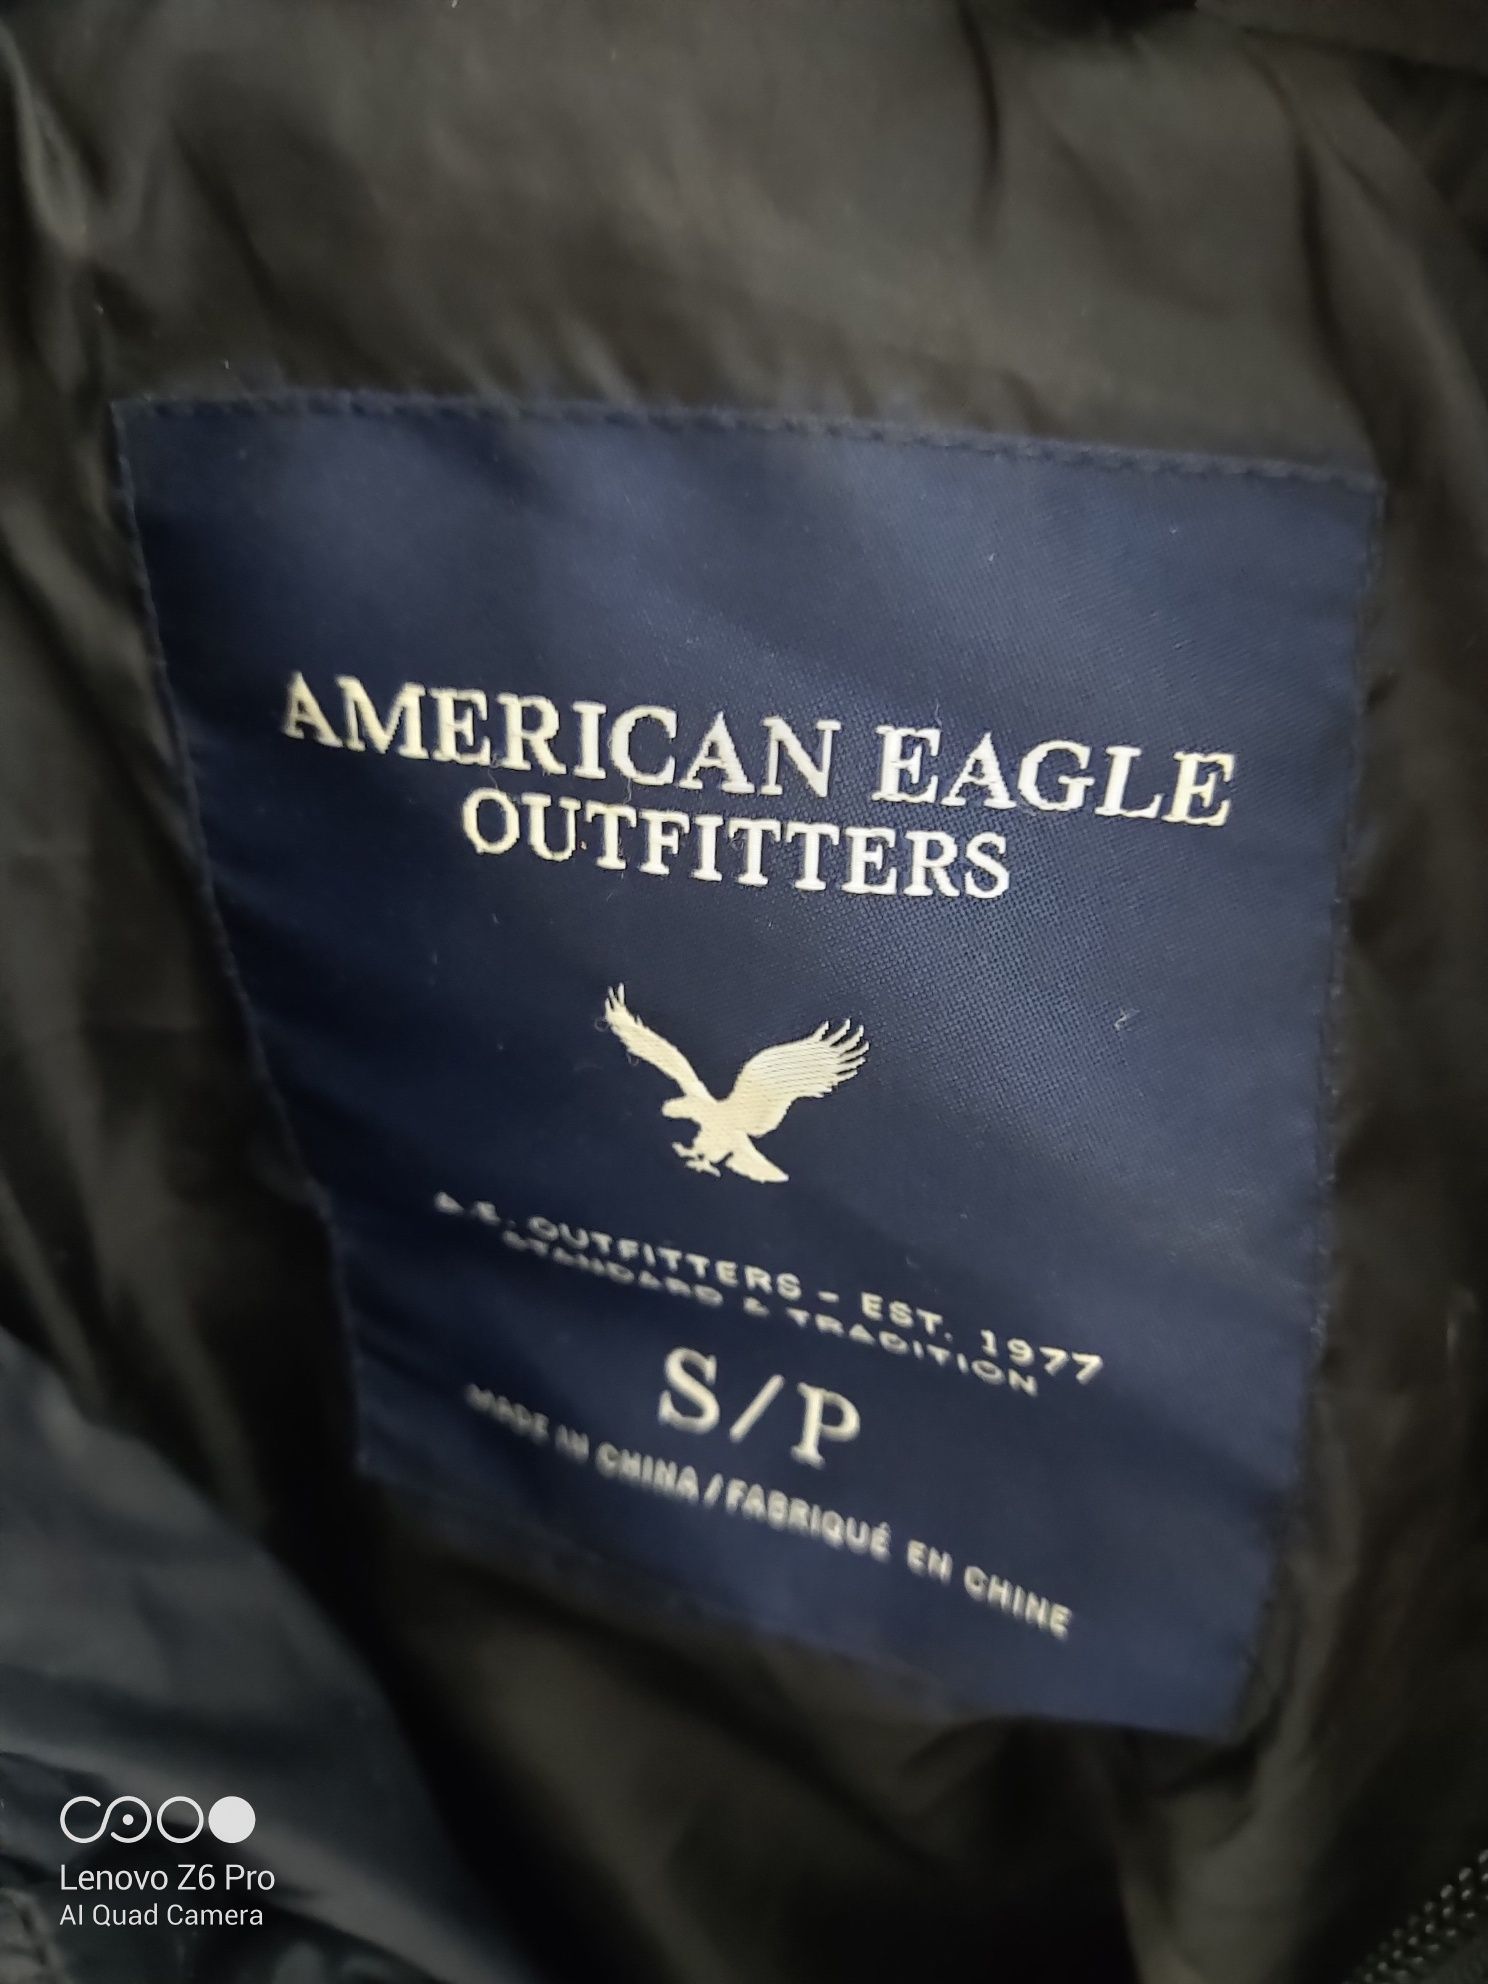 AMERICAN EAGLE
OUTFITTERS
A.E. OUTFITTERS - EST. 1977
STANDARD & TRADITION
S/P
MADE IN CHINA / FABRIQUÉ EN CHINE
Lenovo Z6 Pro
AI Quad Camera